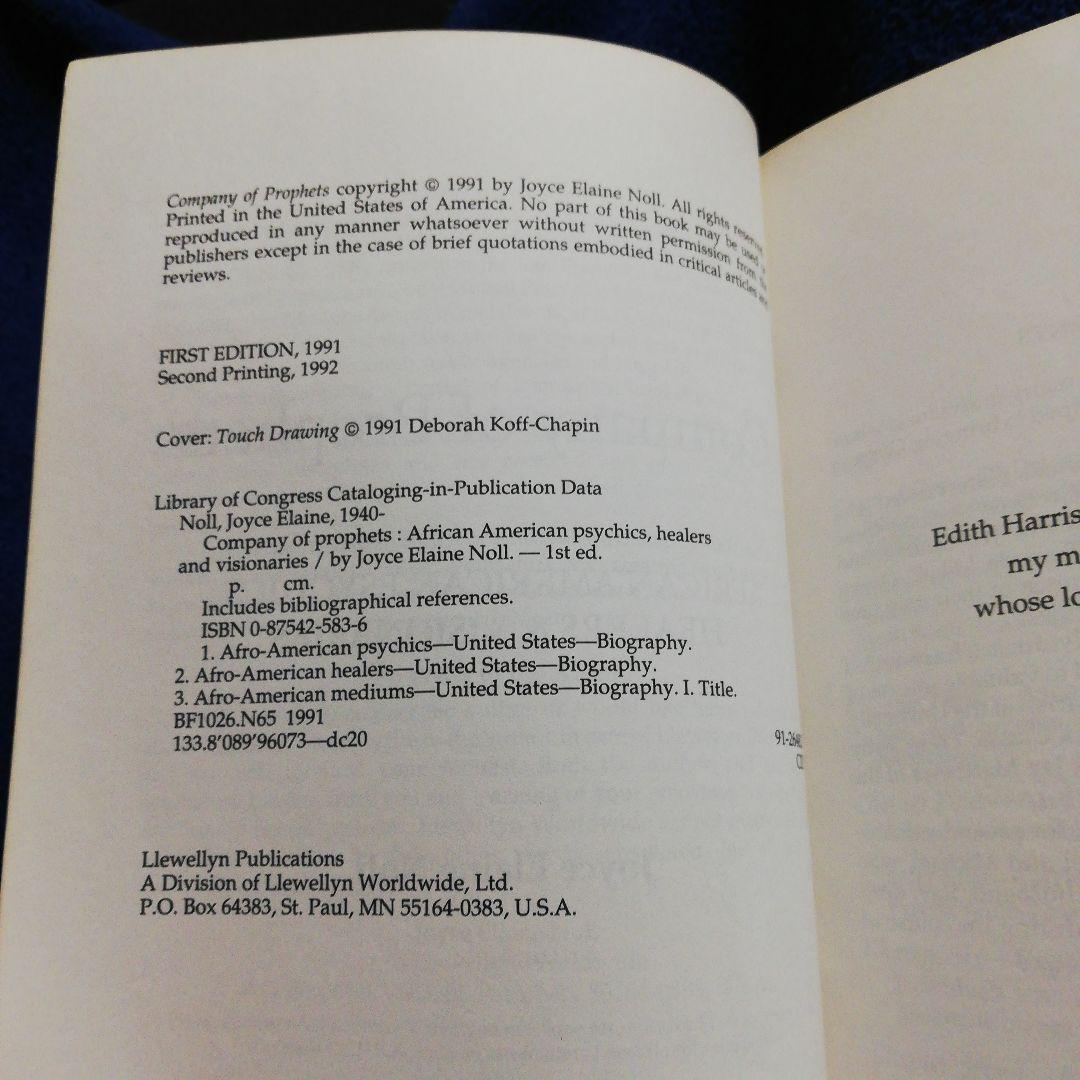 Company of Prophets copyright © 1991 by Joyce Elaine Noll. All rights
Printed in the United States of America. No part of this book may be used
reproduced in any manner whatsoever without written permission from
publishers except in the case of brief quotations embodied in critical articles
reviews.
FIRST EDITION, 1991
Second Printing, 1992
Cover: Touch Drawing © 1991 Deborah Koff-Chapin
Library of Congress Cataloging-in-Publication Data
Noll, Joyce Elaine, 1940-
Company of prophets : African American psychics, healers
and visionaries / by Joyce Elaine Noll. — 1st ed.
p. cm.
Includes bibliographical references.
ISBN 0-87542-583-6
1. Afro-American psychics—United States—Biography.
2. Afro-American healers—United States—Biography.
3. Afro-American mediums—United States—Biography. I. Title.
BF1026.N65 1991
133.8'089'96073—dc20
Llewellyn Publications
A Division of Llewellyn Worldwide, Ltd.
P.O. Box 64383, St. Paul, MN 55164-0383, U.S.A.
Edith Harris
my m
whose lo